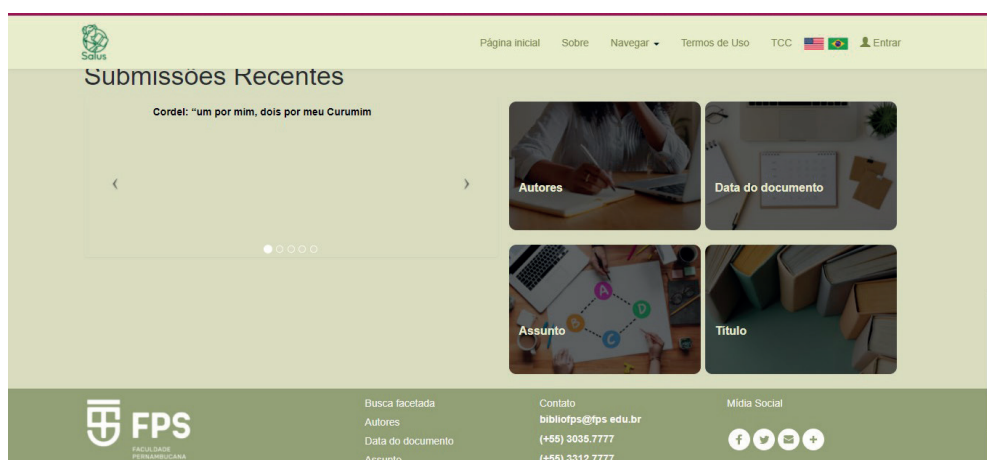 Salus
Página inicial Sobre Navegar Termos de Uso TCC Entrar
Submissões Recentes
Cordel: "um por mim, dois por meu Curumim
Autores
Data do documento
A
B
C
D
Assunto
Título
FPS
FACULDADE
PERNAMBUCANA
Busca facetada
Autores
Data do documento
Assunto
Contato
bibliofps@fps edu.br
(+55) 3035.7777
(+55) 3312.7777
Mídia Social